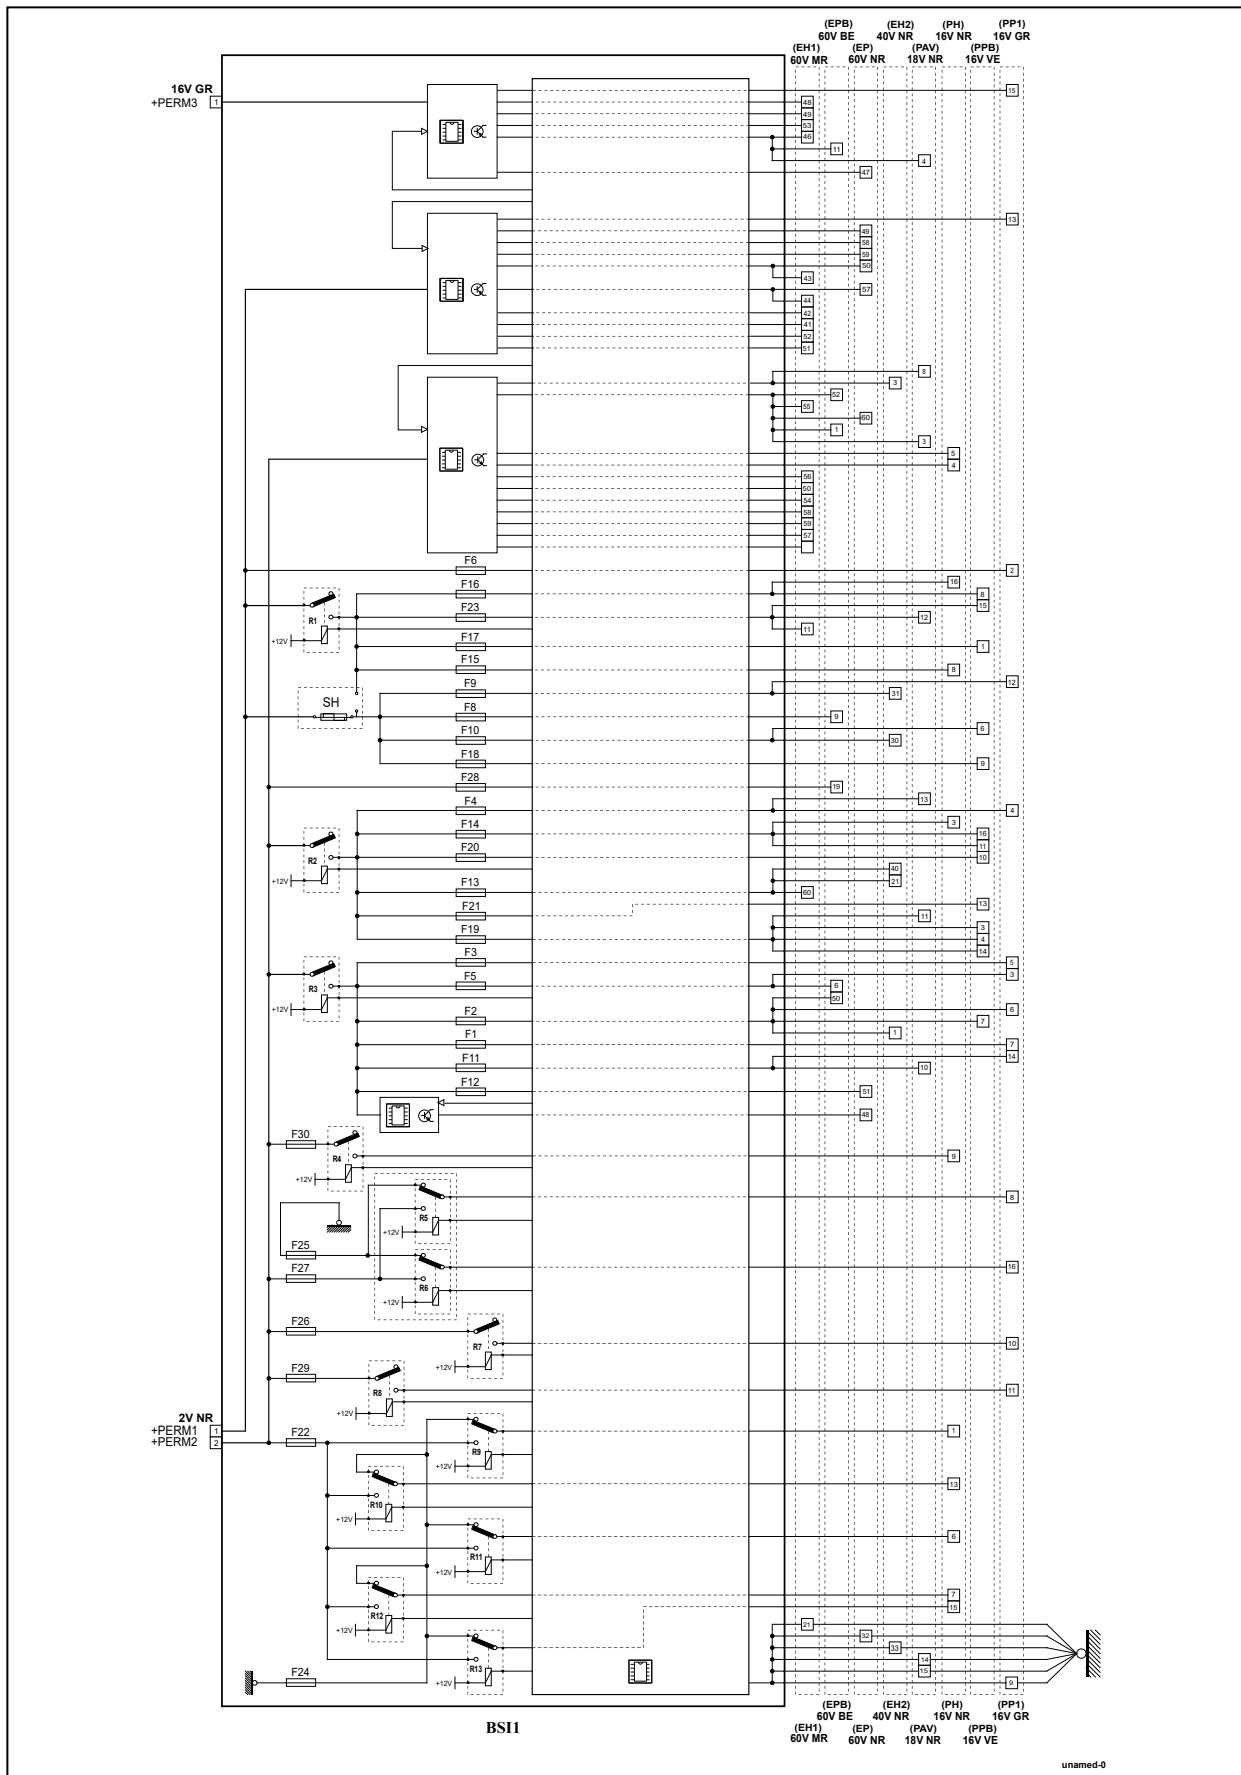 (EPB) (EH2) (PH) (PP1)
60V BE 40V NR 16V NR 16V GR
(EH1) (EP) (PAV) (PPB)
60V MR 60V NR 18V NR 16V VE
16V GR
+PERM3 1
15
48
49
53
46
11
4
47
13
49
58
59
50
43
57
44
42
41
52
51
8
3
52
55
60
1
3
5
4
56
50
54
58
59
57
F6 2
16
F16 8
15
R1 F23 12
+12V 11
F17 1
F15 8
12
F9 31
SH F8 9
6
F10 30
F18 9
F28 19
13
F4 4
3
F14 16
11
R2 F20 10
40
+12V 21
F13 60
13
F21 11
3
F19 4
14
F3 5
3
R3 F5 6
50
+12V 6
F2 7
1
F1 7
14
F11 10
F12 51
48
F30
R4 9
+12V
8
R5
+12V
F25
16
F27
R6
+12V
F26
R7 10
+12V
F29
R8 11
+12V
2V NR
+PERM1 1 1
+PERM2 2 F22
R9
+12V
13
R10
+12V
6
R11
+12V
7
15
R12
+12V
21
32
33
14
R13 15
F24 +12V 9
BSI1
(EPB) (EH2) (PH) (PP1)
60V BE 40V NR 16V NR 16V GR
(EH1) (EP) (PAV) (PPB)
60V MR 60V NR 18V NR 16V VE
unamed-0